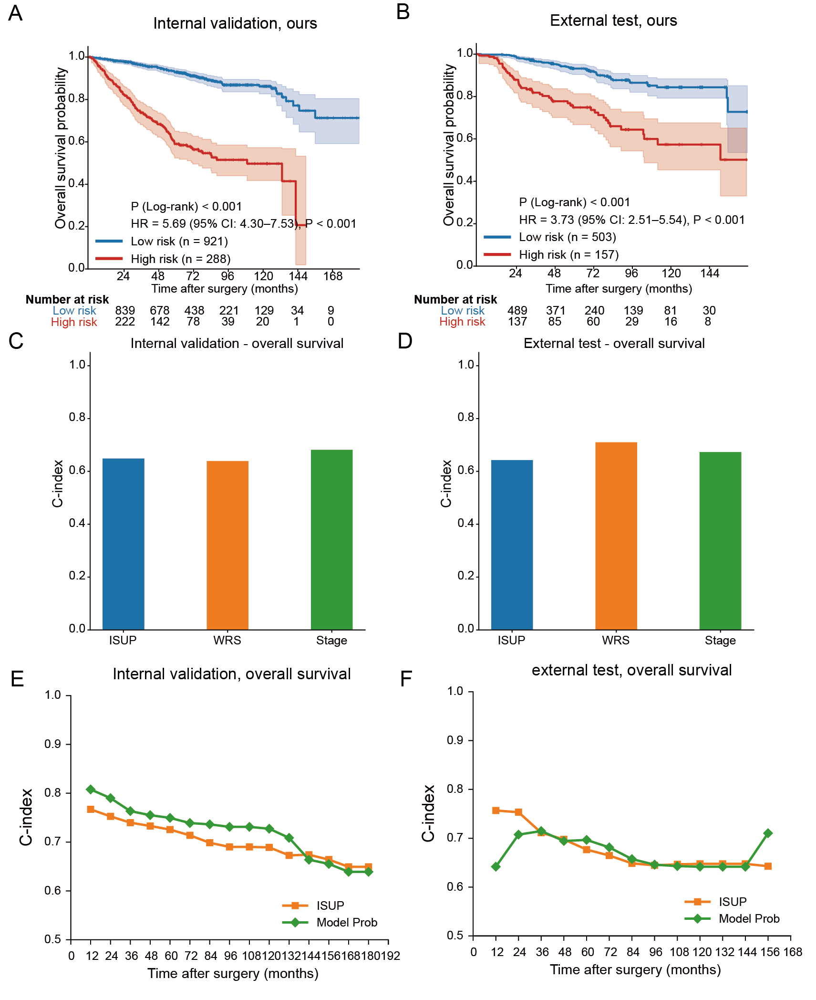 A
Internal validation, ours
Overall survival probability
1.0
0.8
0.6
0.4
0.2
0.0
P (Log-rank) < 0.001
HR = 5.69 (95% CI: 4.30–7.53), P < 0.001
Low risk (n = 921)
High risk (n = 288)
24 48 72 96 120 144 168
Time after surgery (months)
Number at risk
Low risk 839 678 438 221 129 34 9
High risk 222 142 78 39 20 1 0
B
External test, ours
Overall survival probability
1.0
0.8
0.6
0.4
0.2
0.0
P (Log-rank) < 0.001
HR = 3.73 (95% CI: 2.51–5.54), P < 0.001
Low risk (n = 503)
High risk (n = 157)
24 48 72 96 120 144
Time after surgery (months)
Number at risk
Low risk 489 371 240 139 81 30
High risk 137 85 60 29 16 8
C
Internal validation - overall survival
C-index
1.0
0.8
0.6
0.4
0.2
0.0
ISUP WRS Stage
D
External test - overall survival
C-index
1.0
0.8
0.6
0.4
0.2
0.0
ISUP WRS Stage
E
Internal validation, overall survival
C-index
1.0
0.9
0.8
0.7
0.6
0.5
ISUP
Model Prob
0 12 24 36 48 60 72 84 96 108 120 132 144 156 168 180 192
Time after surgery (months)
F
external test, overall survival
C-index
1.0
0.9
0.8
0.7
0.6
0.5
ISUP
Model Prob
0 12 24 36 48 60 72 84 96 108 120 132 144 156 168
Time after surgery (months)